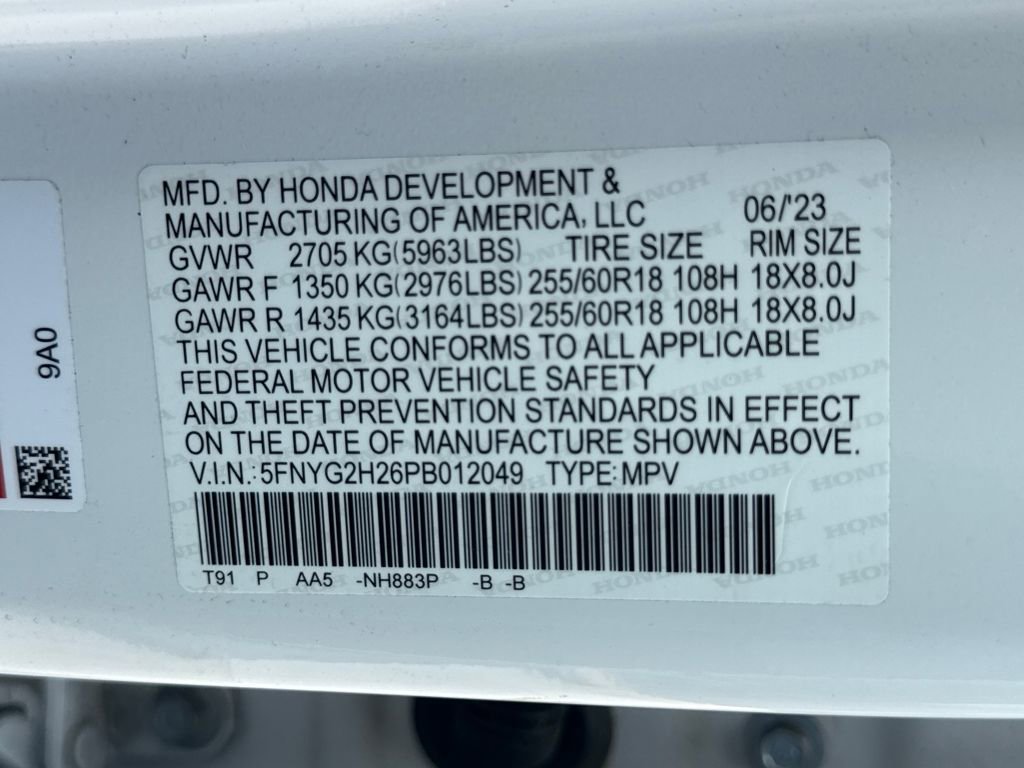 MFD. BY HONDA DEVELOPMENT &
MANUFACTURING OF AMERICA, LLC 06/'23
GVWR 2705 KG(5963LBS) TIRE SIZE RIM SIZE
GAWR F 1350 KG(2976LBS) 255/60R18 108H 18X8.0J
GAWR R 1435 KG(3164LBS) 255/60R18 108H 18X8.0J
THIS VEHICLE CONFORMS TO ALL APPLICABLE
FEDERAL MOTOR VEHICLE SAFETY
AND THEFT PREVENTION STANDARDS IN EFFECT
ON THE DATE OF MANUFACTURE SHOWN ABOVE.
V.I.N.: 5FNYG2H26PB012049 TYPE: MPV
T91 P AA5 -NH883P -B -B
9A0